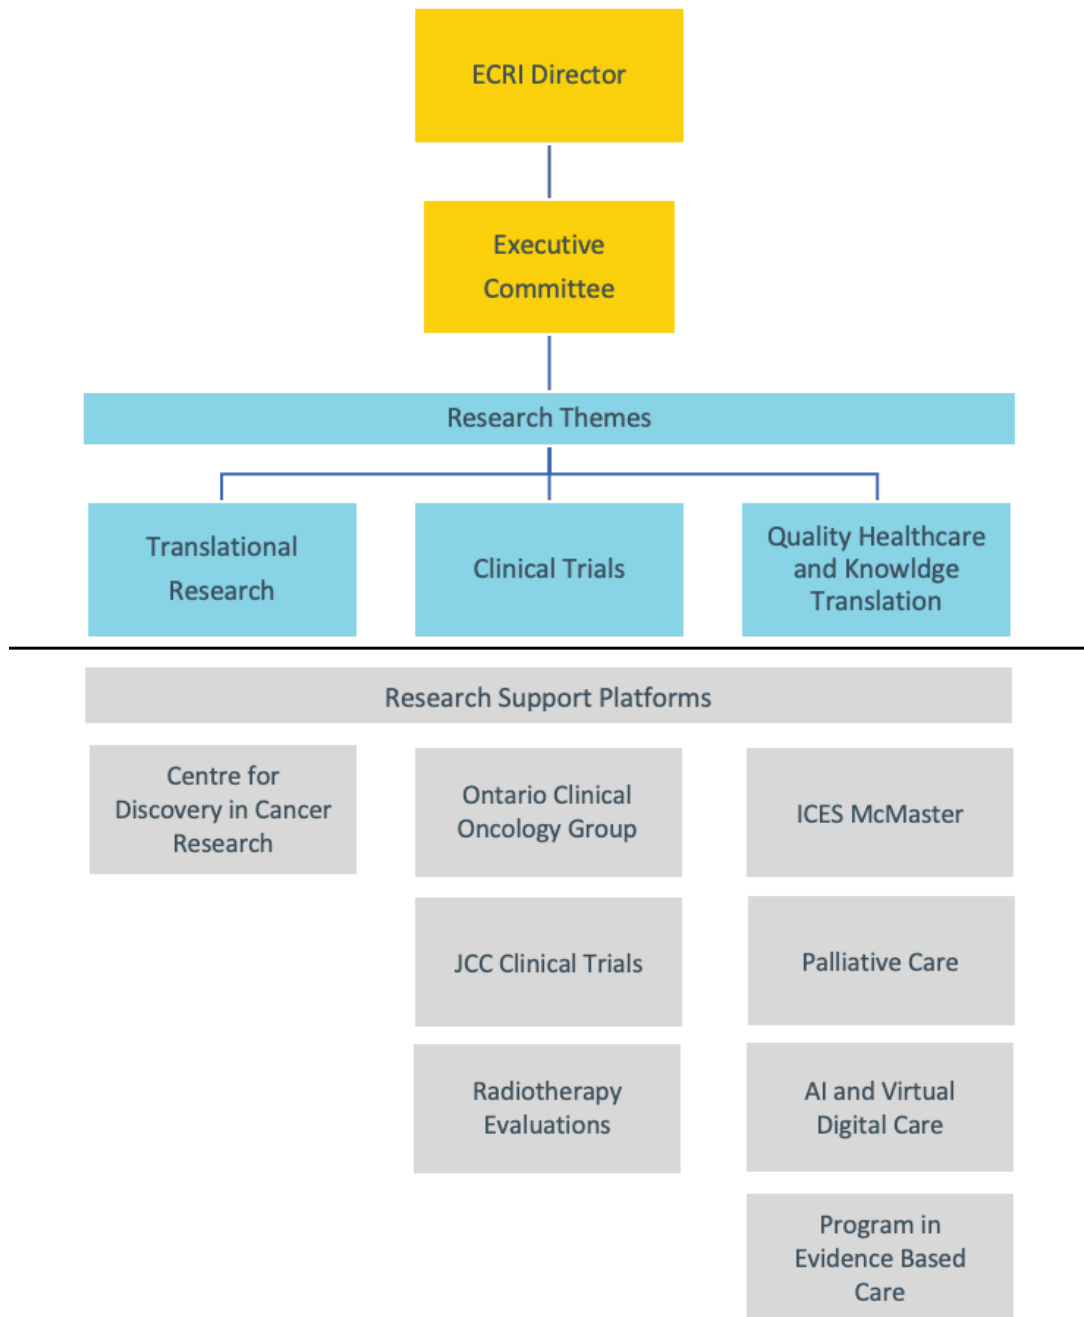 ECRI Director
Executive
Committee
Research Themes
Translational
Research
Clinical Trials
Quality Healthcare
and Knowldge
Translation
Research Support Platforms
Centre for
Discovery in Cancer
Research
Ontario Clinical
Oncology Group
ICES McMaster
JCC Clinical Trials
Palliative Care
Radiotherapy
Evaluations
AI and Virtual
Digital Care
Program in
Evidence Based
Care